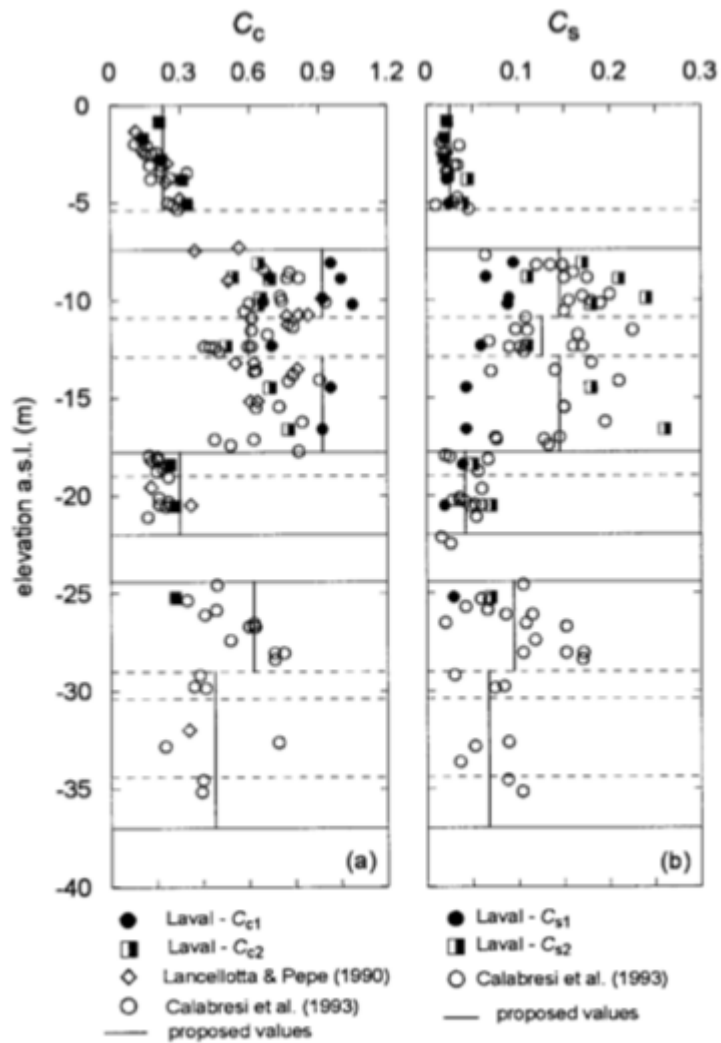 Cc
Cs
0 0.3 0.6 0.9 1.2
0 0.1 0.2 0.3
0
-5
-10
-15
-20
-25
-30
-35
-40
elevation a.s.l. (m)
(a)
(b)
Laval - Cc1
Laval - Cc2
Lancellotta & Pepe (1990)
Calabresi et al. (1993)
proposed values
Laval - Cs1
Laval - Cs2
Calabresi et al. (1993)
proposed values